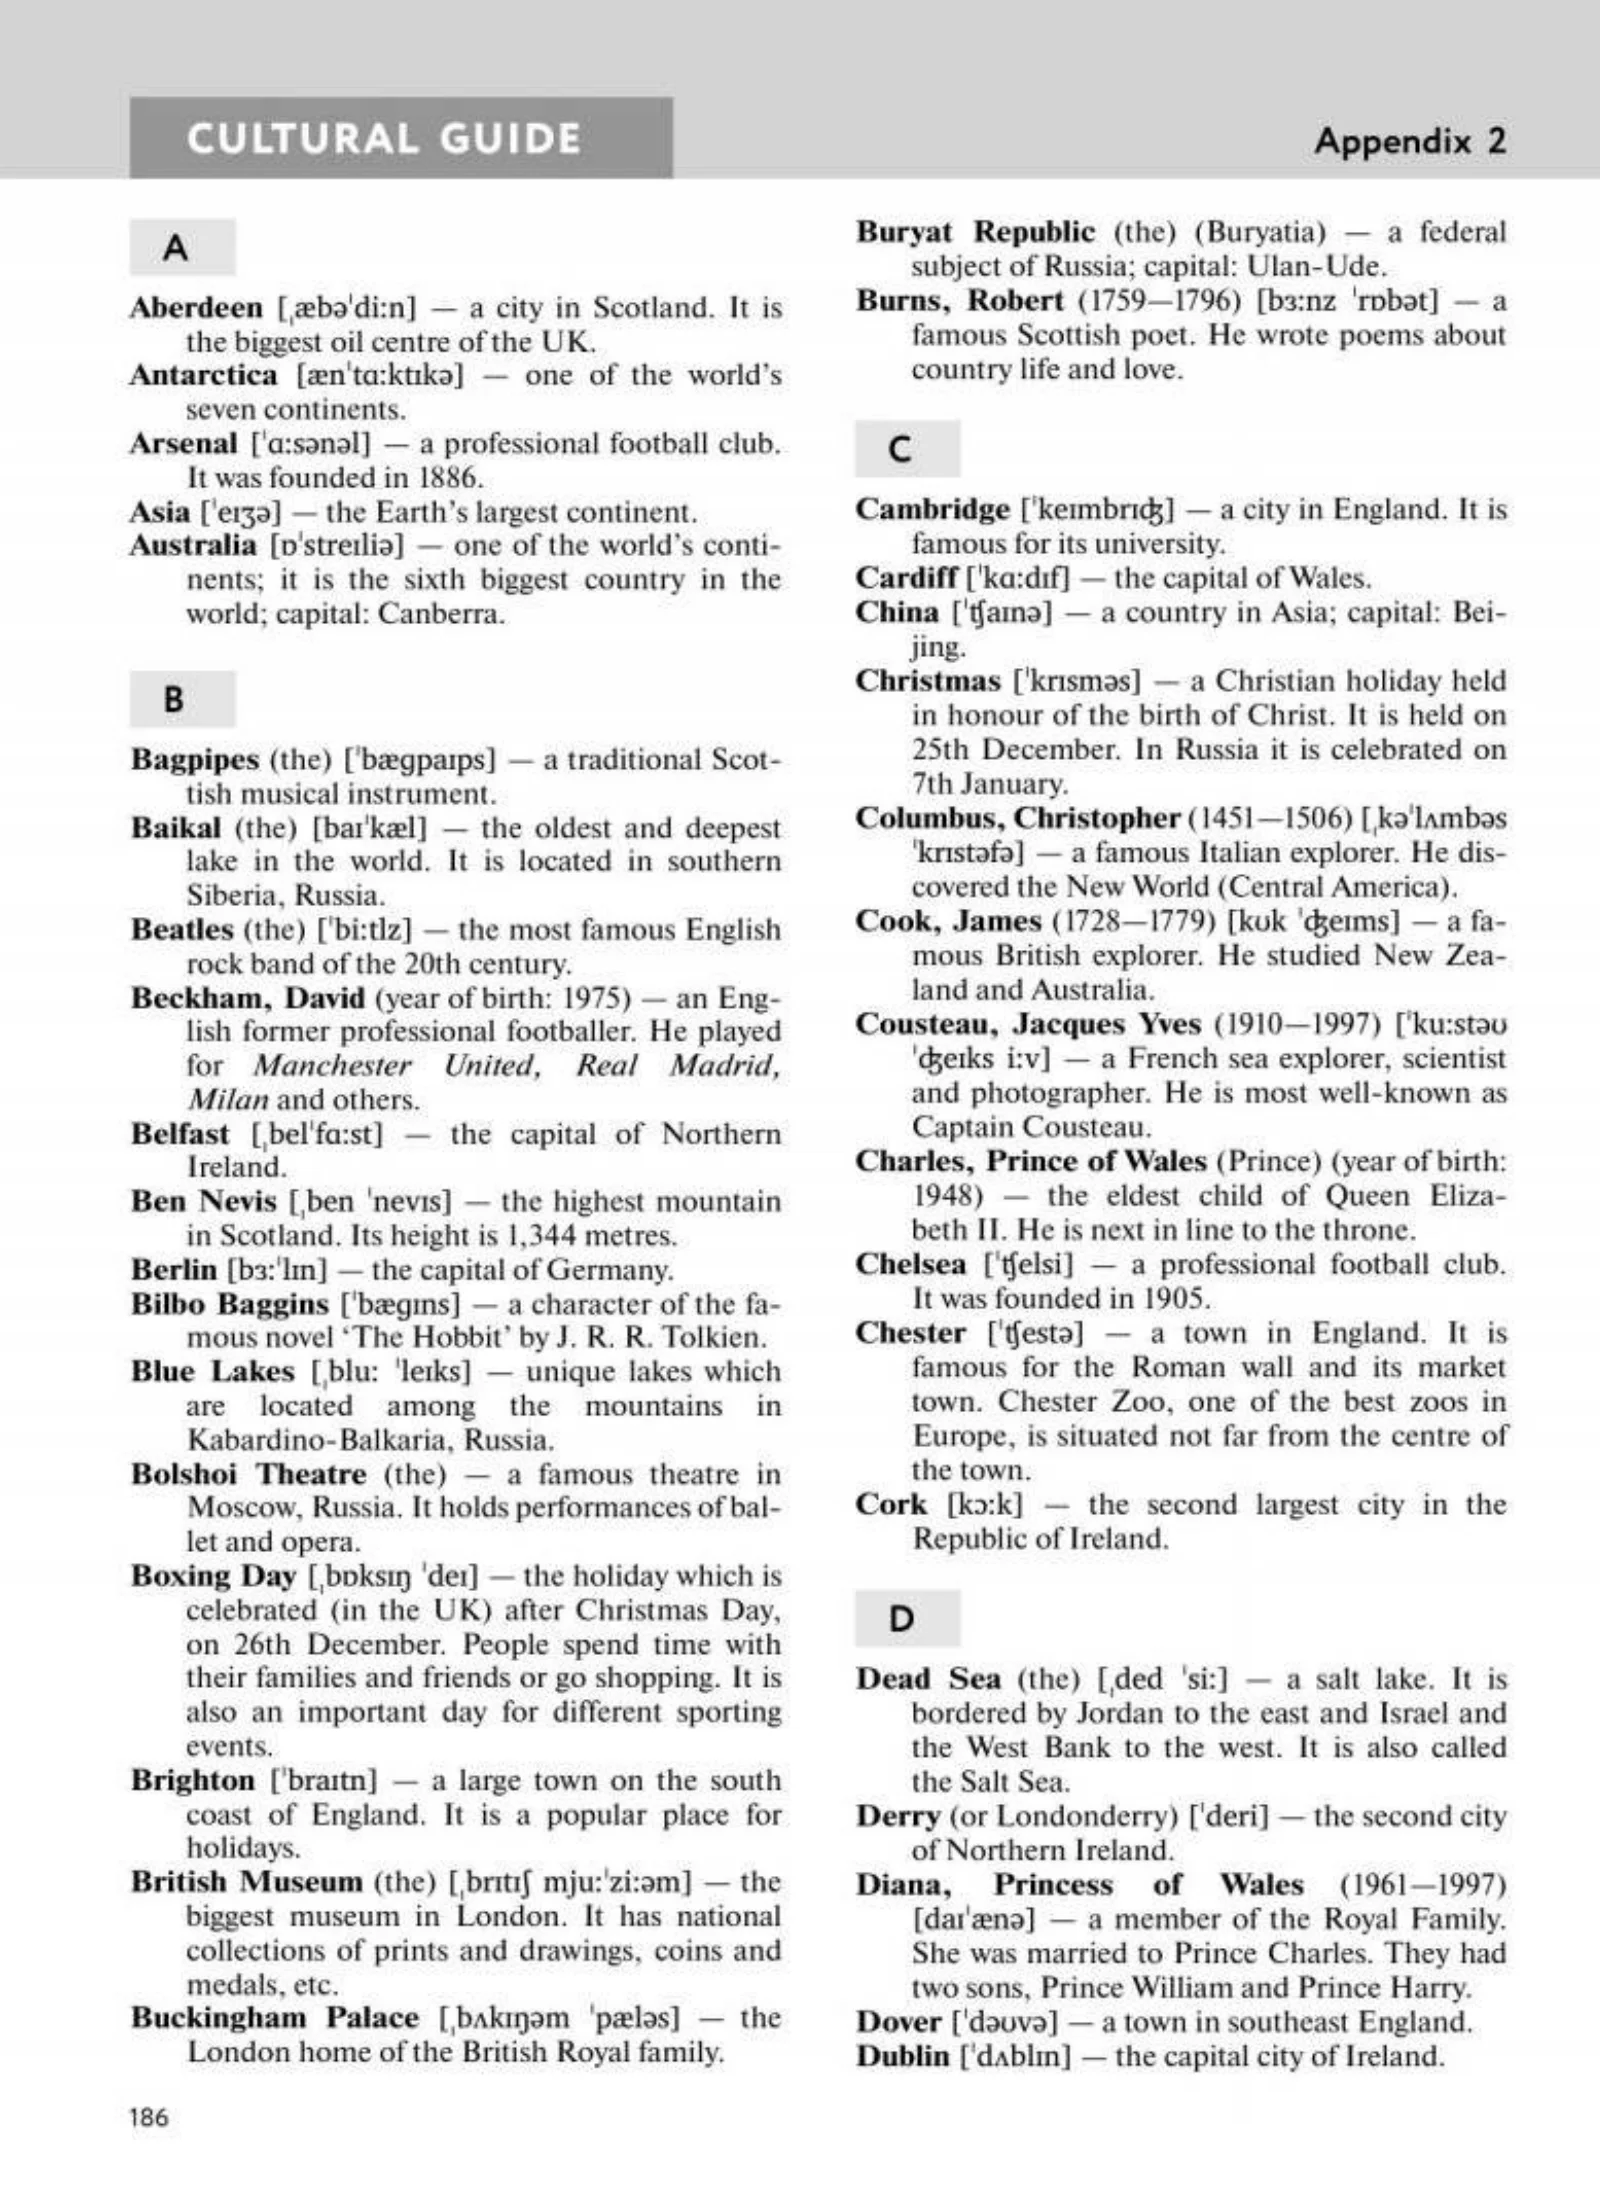 CULTURAL GUIDE
Appendix 2
A
Aberdeen [ˌæbəˈdiːn] — a city in Scotland. It is
the biggest oil centre of the UK.
Antarctica [ænˈtɑːktɪkə] — one of the world’s
seven continents.
Arsenal [ˈɑːsənəl] — a professional football club.
It was founded in 1886.
Asia [ˈeɪʒə] — the Earth’s largest continent.
Australia [ɒˈstreɪliə] — one of the world’s conti-
nents; it is the sixth biggest country in the
world; capital: Canberra.
B
Bagpipes (the) [ˈbægpaɪps] — a traditional Scot-
tish musical instrument.
Baikal (the) [baɪˈkæl] — the oldest and deepest
lake in the world. It is located in southern
Siberia, Russia.
Beatles (the) [ˈbiːtlz] — the most famous English
rock band of the 20th century.
Beckham, David (year of birth: 1975) — an Eng-
lish former professional footballer. He played
for Manchester United, Real Madrid,
Milan and others.
Belfast [ˌbelˈfɑːst] — the capital of Northern
Ireland.
Ben Nevis [ˌben ˈnevɪs] — the highest mountain
in Scotland. Its height is 1,344 metres.
Berlin [bɜːˈlɪn] — the capital of Germany.
Bilbo Baggins [ˈbægɪns] — a character of the fa-
mous novel ‘The Hobbit’ by J. R. R. Tolkien.
Blue Lakes [ˌbluː ˈleɪks] — unique lakes which
are located among the mountains in
Kabardino-Balkaria, Russia.
Bolshoi Theatre (the) — a famous theatre in
Moscow, Russia. It holds performances of bal-
let and opera.
Boxing Day [ˌbɒksɪŋ ˈdeɪ] — the holiday which is
celebrated (in the UK) after Christmas Day,
on 26th December. People spend time with
their families and friends or go shopping. It is
also an important day for different sporting
events.
Brighton [ˈbraɪtn] — a large town on the south
coast of England. It is a popular place for
holidays.
British Museum (the) [ˌbrɪtɪʃ mjuːˈziːəm] — the
biggest museum in London. It has national
collections of prints and drawings, coins and
medals, etc.
Buckingham Palace [ˌbʌkɪŋəm ˈpæləs] — the
London home of the British Royal family.
Buryat Republic (the) (Buryatia) — a federal
subject of Russia; capital: Ulan-Ude.
Burns, Robert (1759—1796) [bɜːnz ˈrɒbət] — a
famous Scottish poet. He wrote poems about
country life and love.
C
Cambridge [ˈkeɪmbrɪʤ] — a city in England. It is
famous for its university.
Cardiff [ˈkɑːdɪf] — the capital of Wales.
China [ˈʧaɪnə] — a country in Asia; capital: Bei-
jing.
Christmas [ˈkrɪsməs] — a Christian holiday held
in honour of the birth of Christ. It is held on
25th December. In Russia it is celebrated on
7th January.
Columbus, Christopher (1451—1506) [ˌkəˈlʌmbəs
ˈkrɪstəfə] — a famous Italian explorer. He dis-
covered the New World (Central America).
Cook, James (1728—1779) [kʊk ˈʤeɪms] — a fa-
mous British explorer. He studied New Zea-
land and Australia.
Cousteau, Jacques Yves (1910—1997) [ˈkuːstəʊ
ˈʤeɪks iːv] — a French sea explorer, scientist
and photographer. He is most well-known as
Captain Cousteau.
Charles, Prince of Wales (Prince) (year of birth:
1948) — the eldest child of Queen Eliza-
beth II. He is next in line to the throne.
Chelsea [ˈʧelsi] — a professional football club.
It was founded in 1905.
Chester [ˈʧestə] — a town in England. It is
famous for the Roman wall and its market
town. Chester Zoo, one of the best zoos in
Europe, is situated not far from the centre of
the town.
Cork [kɔːk] — the second largest city in the
Republic of Ireland.
D
Dead Sea (the) [ˌded ˈsiː] — a salt lake. It is
bordered by Jordan to the east and Israel and
the West Bank to the west. It is also called
the Salt Sea.
Derry (or Londonderry) [ˈderi] — the second city
of Northern Ireland.
Diana, Princess of Wales (1961—1997)
[daɪˈænə] — a member of the Royal Family.
She was married to Prince Charles. They had
two sons, Prince William and Prince Harry.
Dover [ˈdəʊvə] — a town in southeast England.
Dublin [ˈdʌblɪn] — the capital city of Ireland.
186